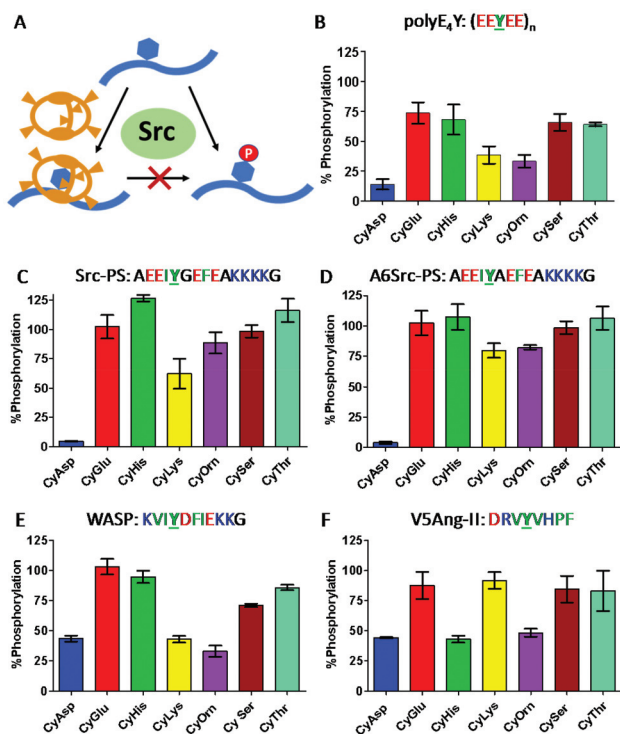 A
Src
P
B
polyE4Y: (EEYEE)n
% Phosphorylation
125
100
75
50
25
0
CyAsp
CyGlu
CyHis
CyLys
CyOrn
CySer
CyThr
C
Src-PS: AEEIYGEFEAKKKKG
%Phosphorylation
125
100
75
50
25
0
CyAsp
CyGlu
CyHis
CyLys
CyOrn
CySer
CyThr
D
A6Src-PS: AEEIYAEFEAKKKKG
%Phosphorylation
125
100
75
50
25
0
CyAsp
CyGlu
CyHis
CyLys
CyOrn
CySer
CyThr
E
WASP: KVIYDFIEKKG
%Phosphorylation
125
100
75
50
25
0
CyAsp
CyGlu
CyHis
CyLys
CyOrn
Cy Ser
CyThr
F
V5Ang-II: DRVYVHPF
%Phosphorylation
125
100
75
50
25
0
CyAsp
CyGlu
CyHis
CyLys
CyOrn
CySer
CyThr